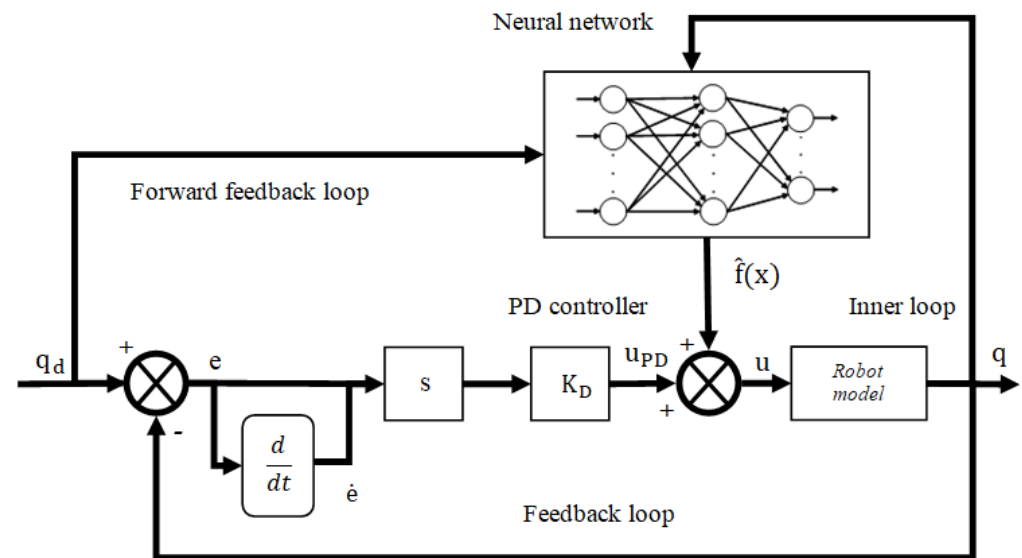 Neural network
Forward feedback loop
f̂(x)
PD controller
Inner loop
q_d
+
e
s
K_D
u_PD
+
+
u
Robot
model
q
-
d
dt
ė
Feedback loop